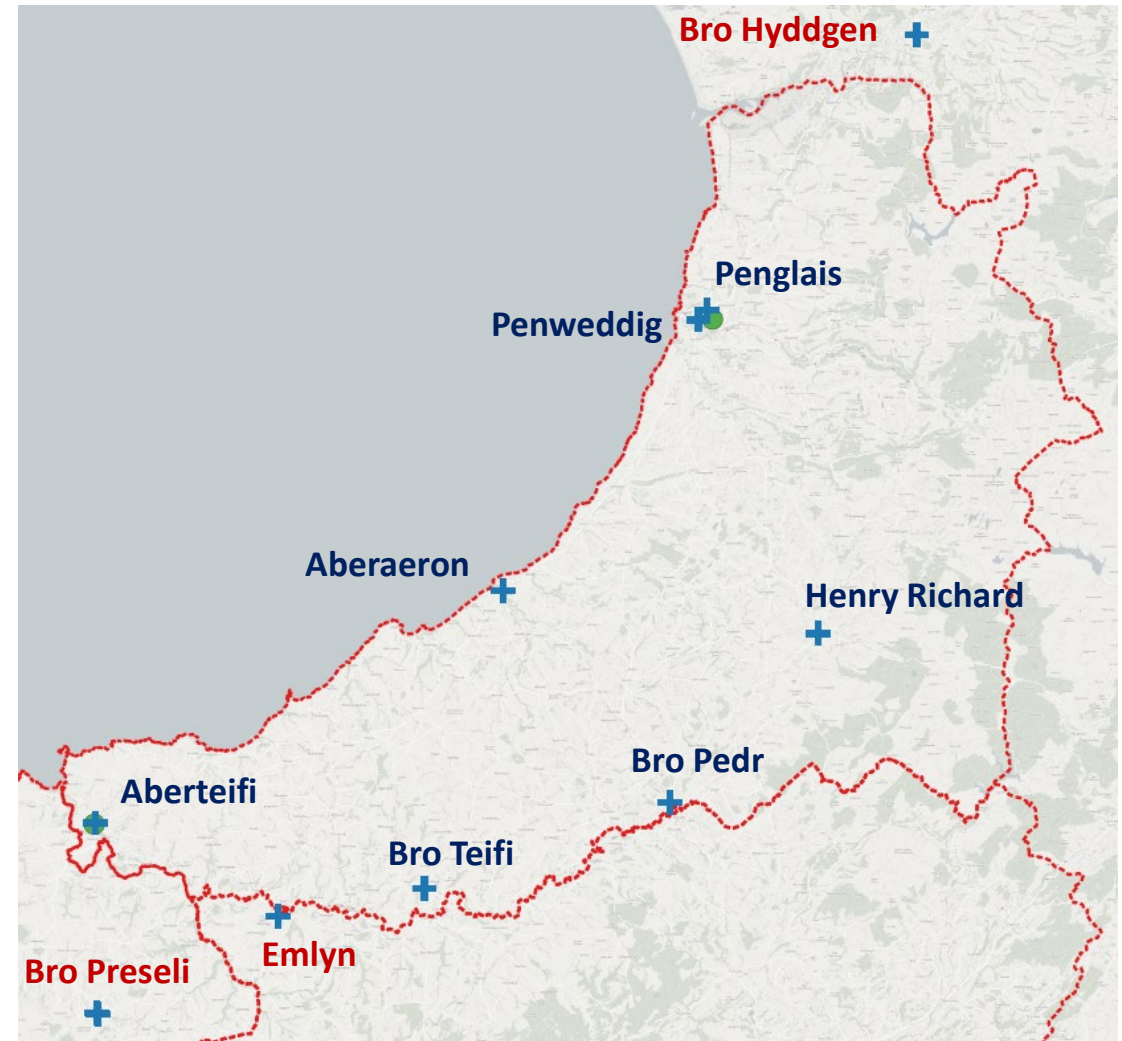 Bro Hyddgen
Penglais
Penweddig
Aberaeron
Henry Richard
Bro Pedr
Aberteifi
Bro Teifi
Emlyn
Bro Preseli